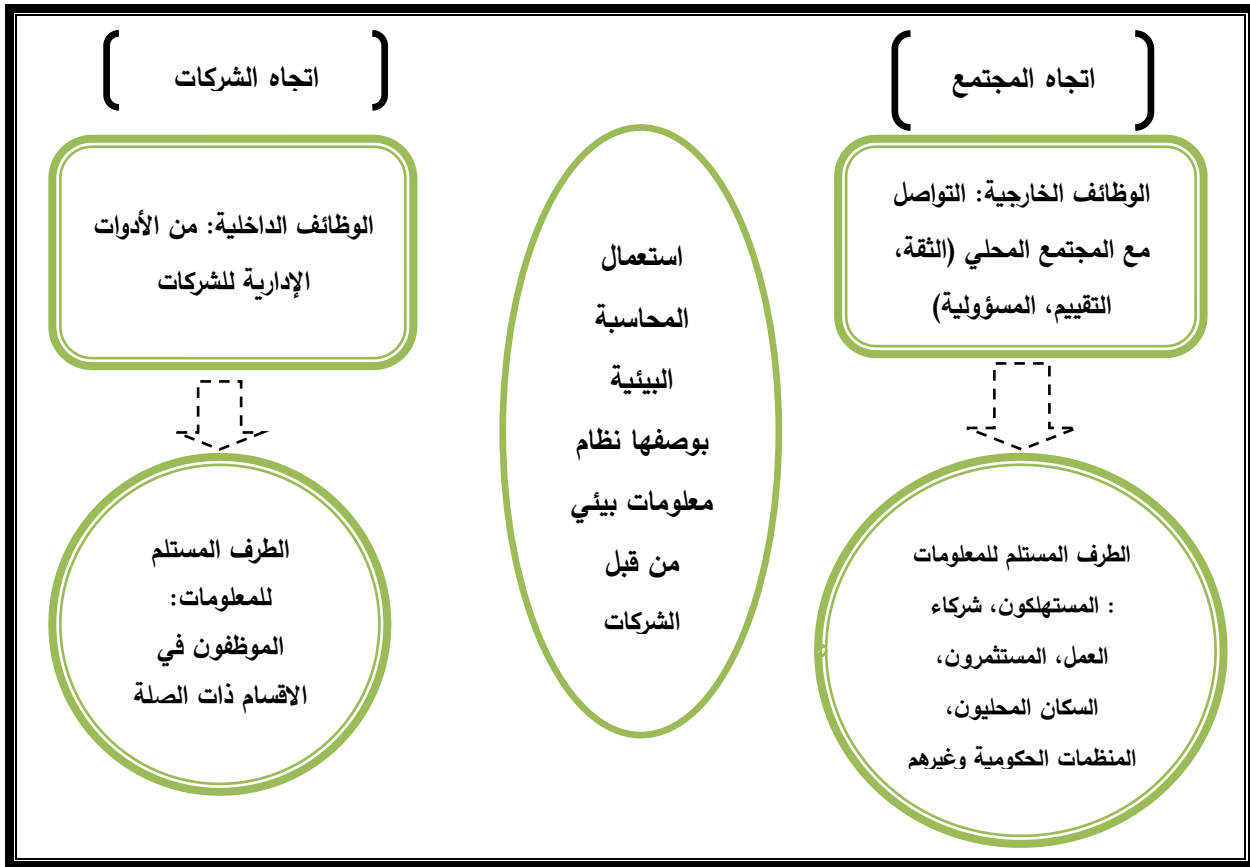 اتجاه المجتمع
الوظائف الخارجية: التواصل
مع المجتمع المحلي (الثقة،
التقييم، المسؤولية)
الطرف المستلم للمعلومات
: المستهلكون، شركاء
العمل، المستثمرون،
السكان المحليون،
المنظمات الحكومية وغيرهم
استعمال
المحاسبة
البيئية
بوصفها نظام
معلومات بيئي
من قبل
الشركات
اتجاه الشركات
الوظائف الداخلية: من الأدوات
الإدارية للشركات
الطرف المستلم
للمعلومات:
الموظفون في
الاقسام ذات الصلة